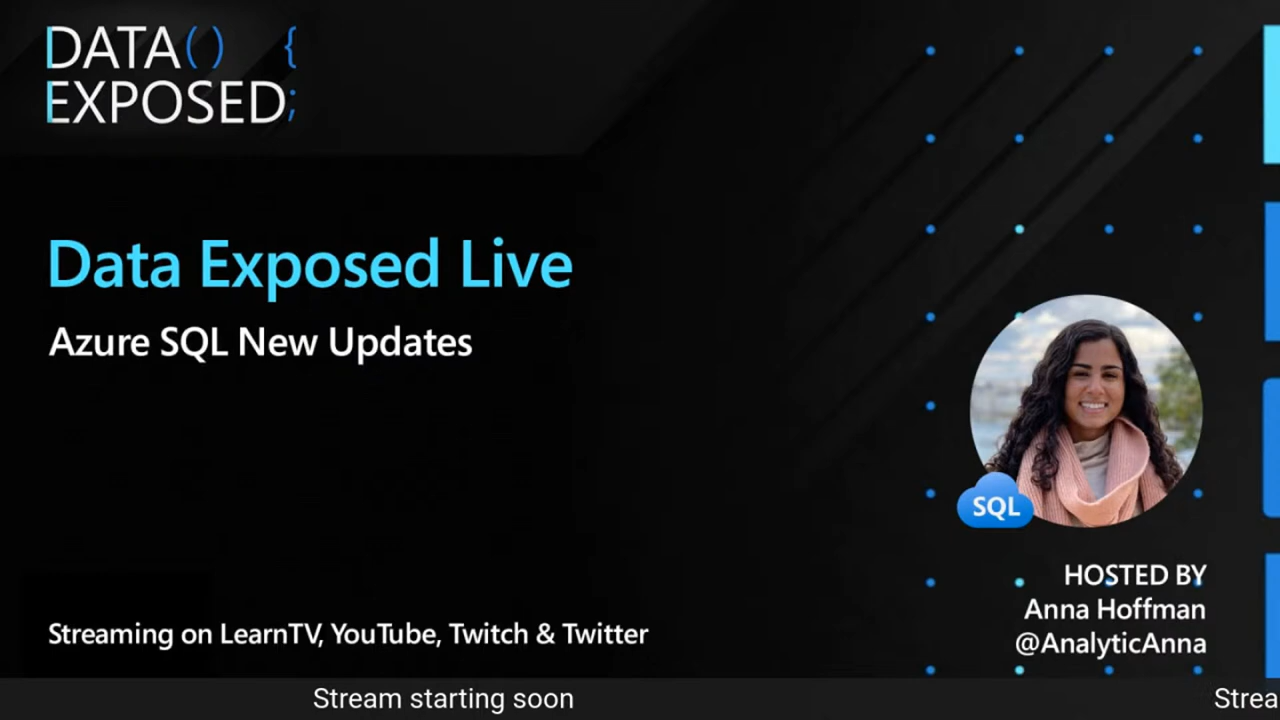 DATA() {
EXPOSED;
Data Exposed Live
Azure SQL New Updates
SQL
HOSTED BY
Anna Hoffman
@AnalyticAnna
Streaming on LearnTV, YouTube, Twitch & Twitter
Stream starting soon
Strea